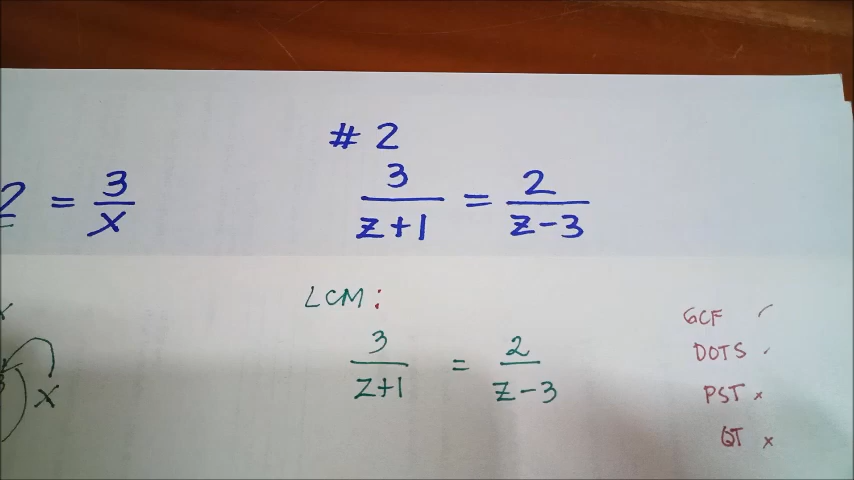 # 2
2 = 3/x
3/(z+1) = 2/(z-3)
LCM:
3/(z+1) = 2/(z-3)
GCF ✓
DOTS ✓
PST ×
QT ×
x
x